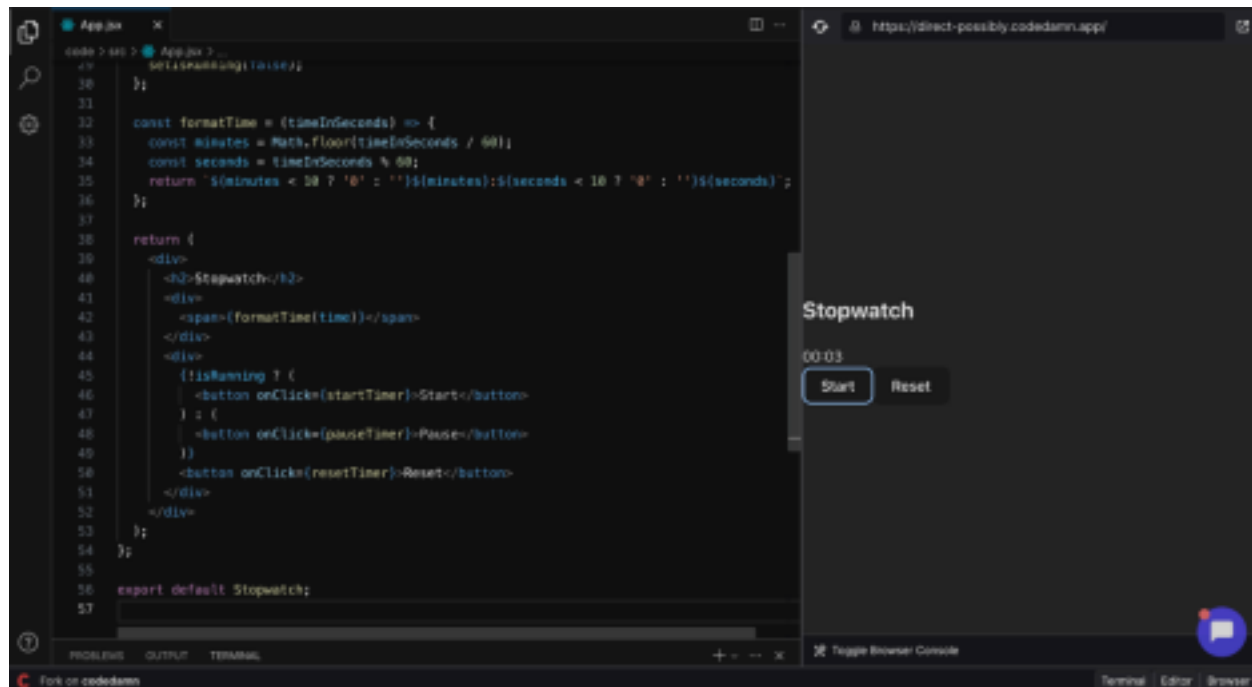 App.jsx ×
code > src > App.jsx > ...
https://direct-possibly.codedamn.app/
29 setIsRunning(false);
30 };
31
32 const formatTime = (timeInSeconds) => {
33 const minutes = Math.floor(timeInSeconds / 60);
34 const seconds = timeInSeconds % 60;
35 return `${minutes < 10 ? '0' : ''}${minutes}:${seconds < 10 ? '0' : ''}${seconds}`;
36 };
37
38 return (
39 <div>
40 <h2>Stopwatch</h2>
41 <div>
42 <span>{formatTime(time)}</span>
43 </div>
44 <div>
45 {!isRunning ? (
46 <button onClick={startTimer}>Start</button>
47 ) : (
48 <button onClick={pauseTimer}>Pause</button>
49 )}
50 <button onClick={resetTimer}>Reset</button>
51 </div>
52 </div>
53 );
54 };
55
56 export default Stopwatch;
57
Stopwatch
00:03
Start Reset
PROBLEMS OUTPUT TERMINAL
Toggle Browser Console
Fork on codedamn
Terminal Editor Browser